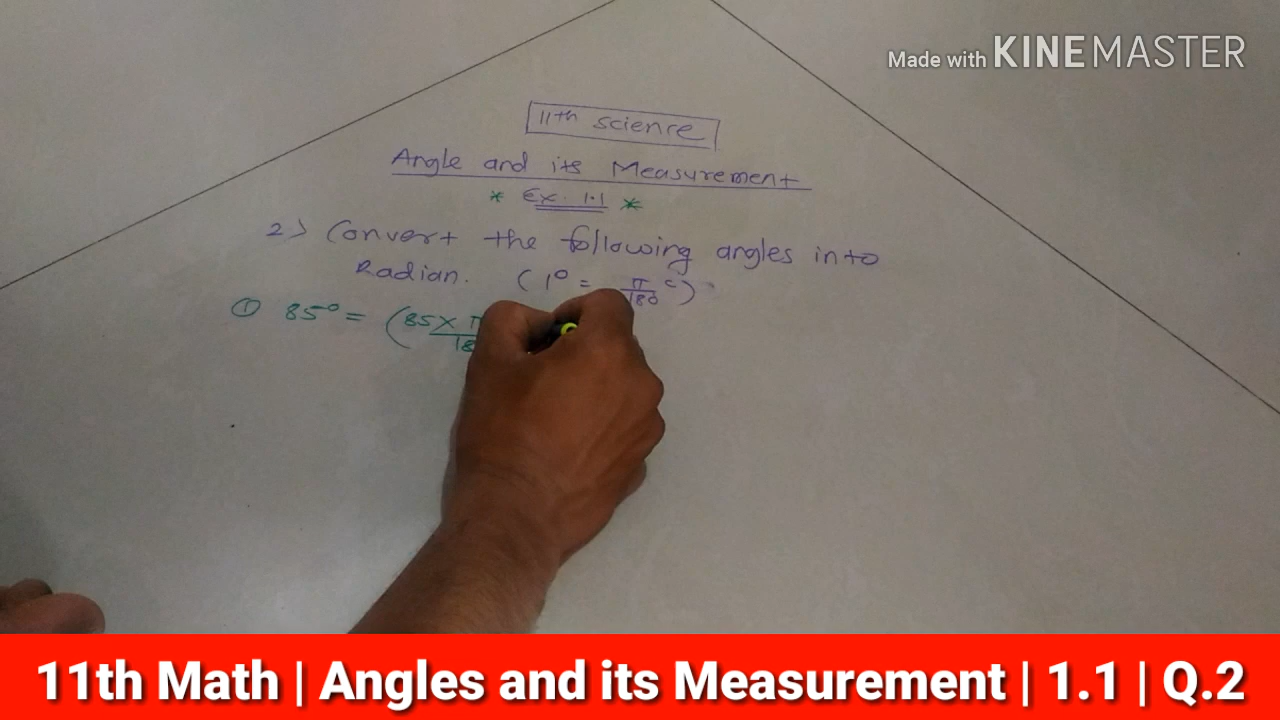 Made with KINEMASTER
11th science
Angle and its Measurement
* Ex. 1.1 *
2) Convert the following angles into
Radian. (1° = π/180 ᶜ)
① 85° = (85 × π/18
11th Math | Angles and its Measurement | 1.1 | Q.2